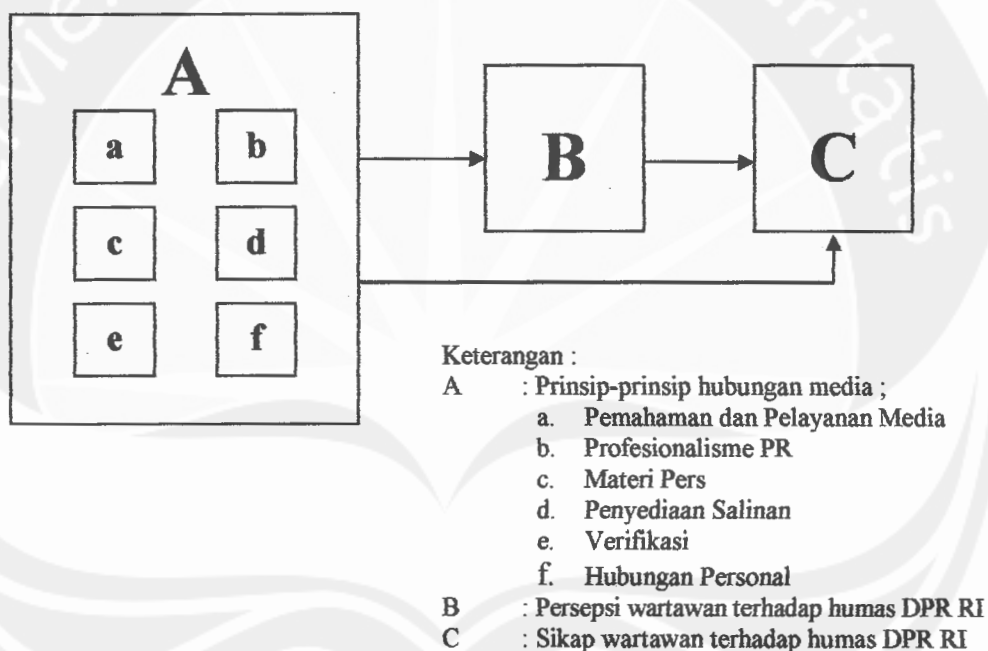 A
a b
c d
e f
B
C
Keterangan :
A : Prinsip-prinsip hubungan media ;
a. Pemahaman dan Pelayanan Media
b. Profesionalisme PR
c. Materi Pers
d. Penyediaan Salinan
e. Verifikasi
f. Hubungan Personal
B : Persepsi wartawan terhadap humas DPR RI
C : Sikap wartawan terhadap humas DPR RI